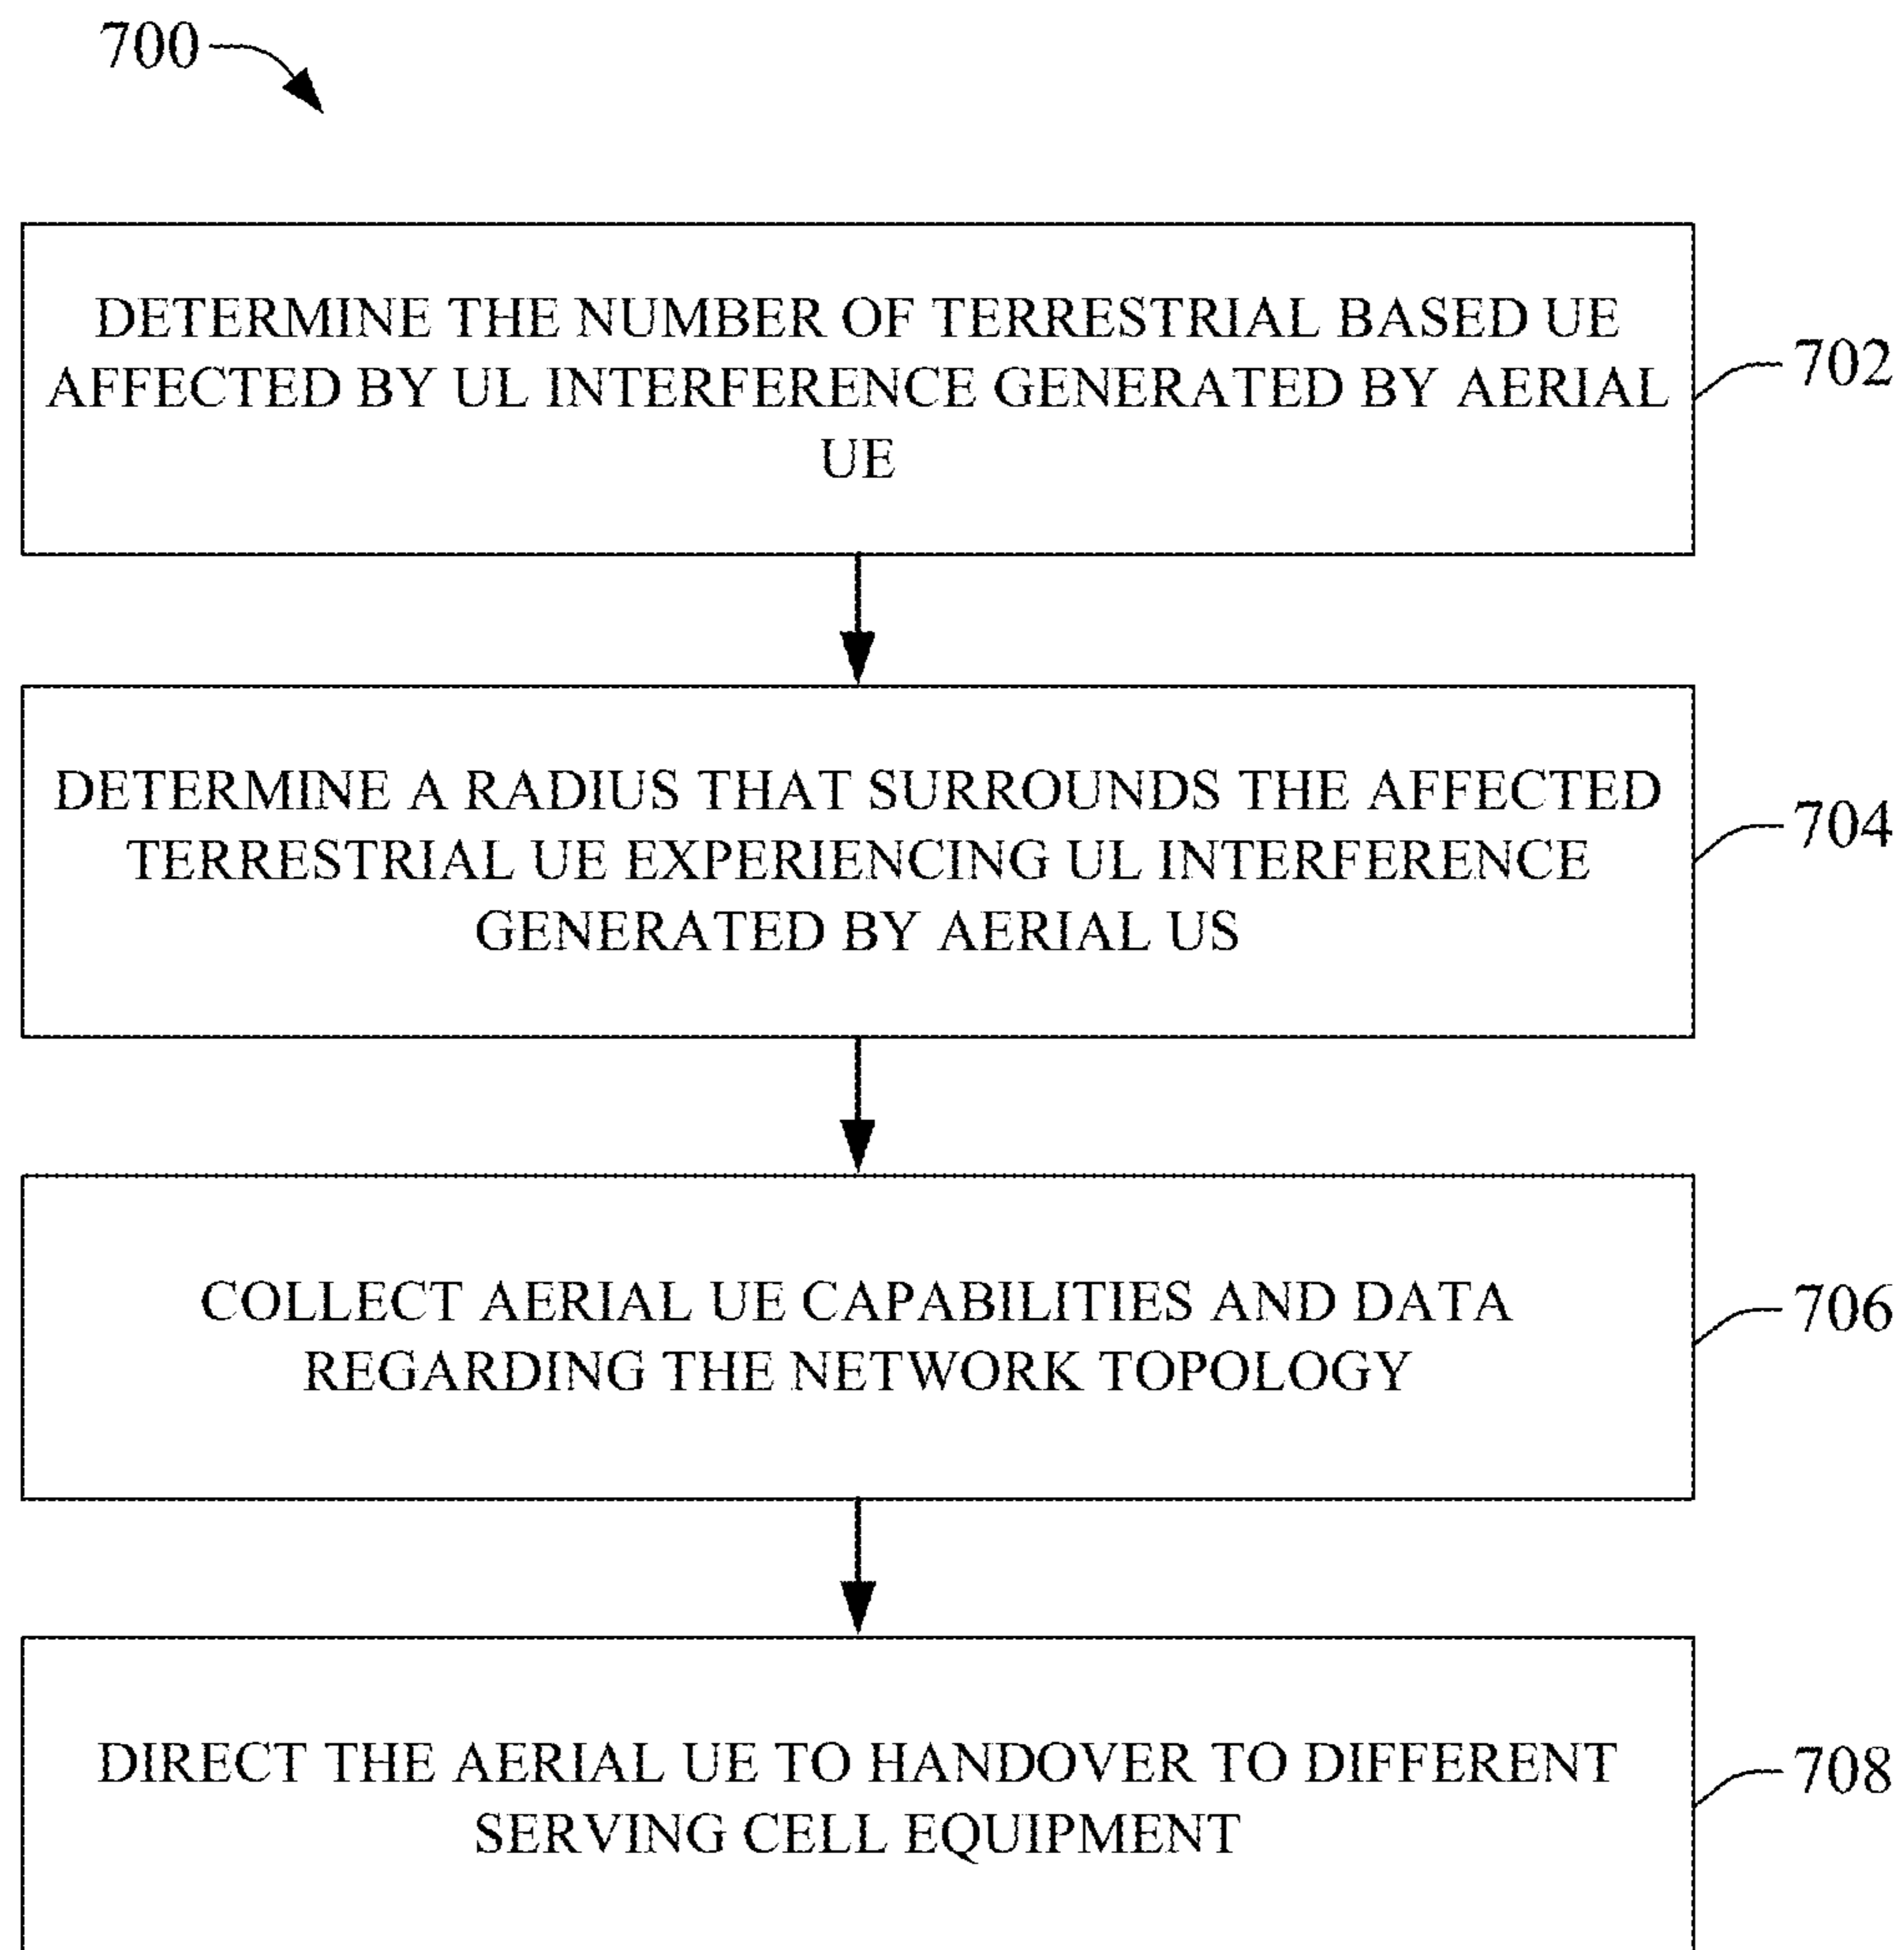 700
DETERMINE THE NUMBER OF TERRESTRIAL BASED UE
AFFECTED BY UL INTERFERENCE GENERATED BY AERIAL
UE
702
DETERMINE A RADIUS THAT SURROUNDS THE AFFECTED
TERRESTRIAL UE EXPERIENCING UL INTERFERENCE
GENERATED BY AERIAL US
704
COLLECT AERIAL UE CAPABILITIES AND DATA
REGARDING THE NETWORK TOPOLOGY
706
DIRECT THE AERIAL UE TO HANDOVER TO DIFFERENT
SERVING CELL EQUIPMENT
708